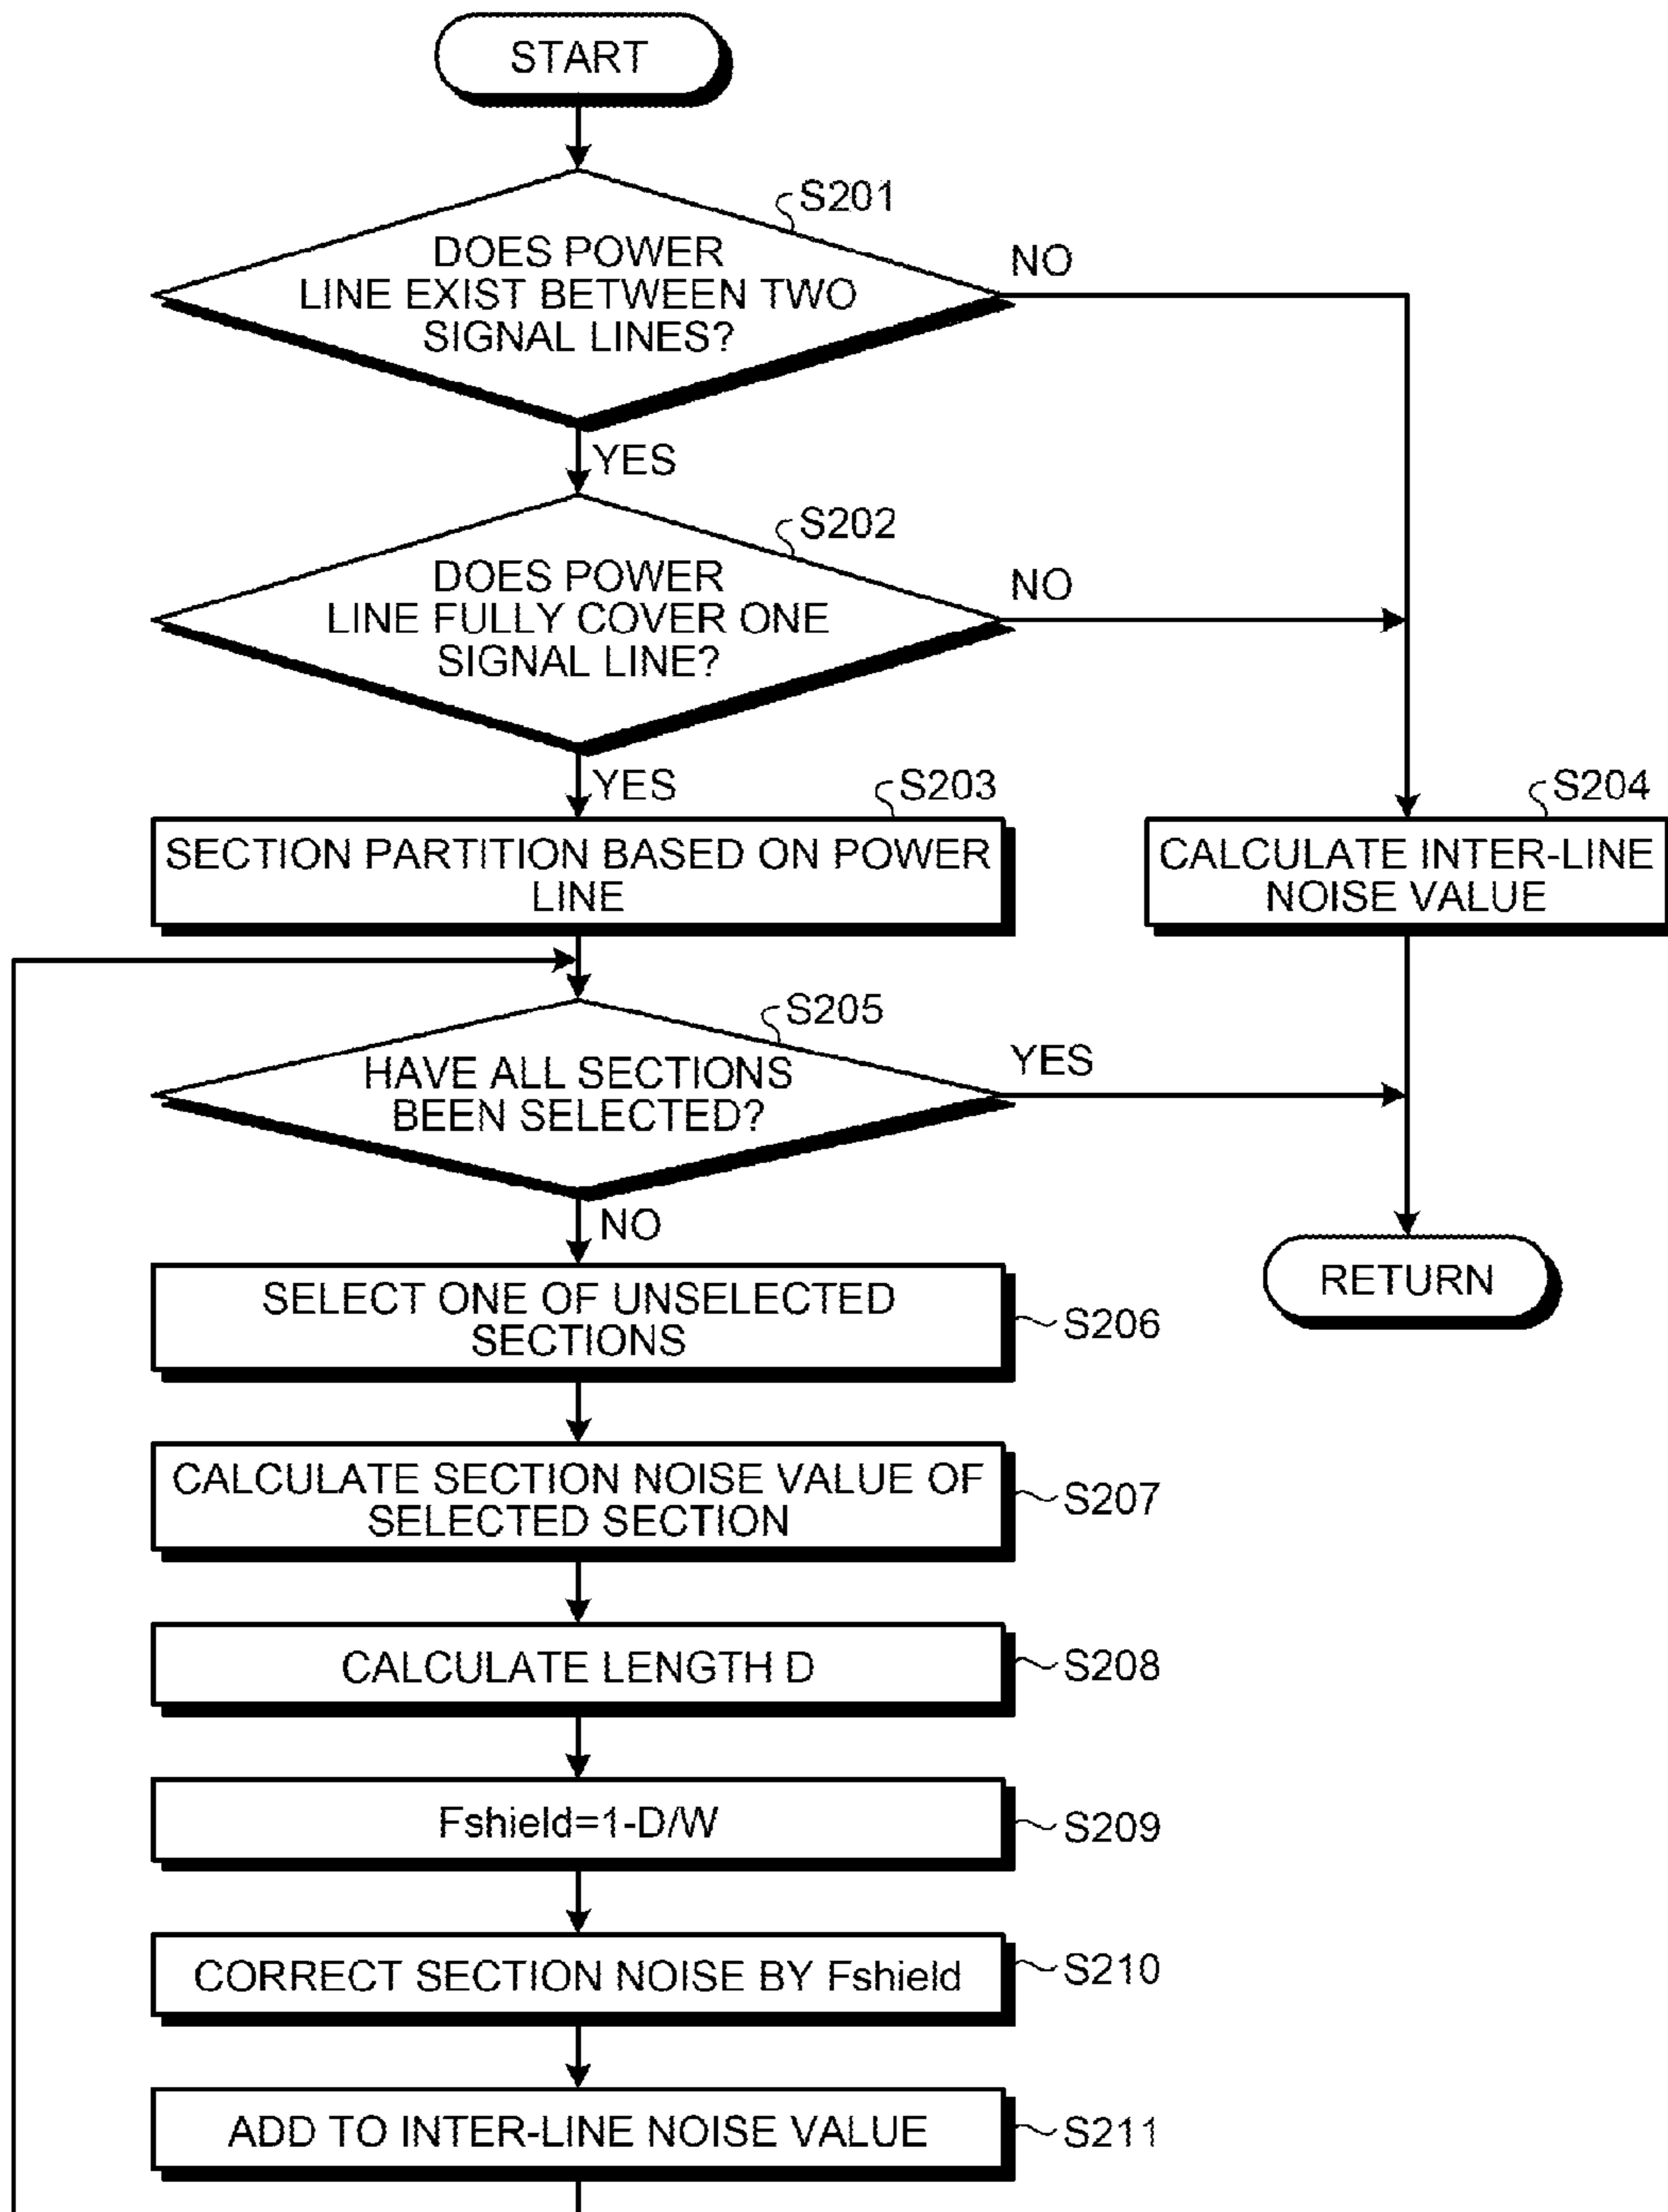 START
S201
DOES POWER
LINE EXIST BETWEEN TWO
SIGNAL LINES?
NO
YES
S202
DOES POWER
LINE FULLY COVER ONE
SIGNAL LINE?
NO
YES
S203
SECTION PARTITION BASED ON POWER
LINE
S204
CALCULATE INTER-LINE
NOISE VALUE
S205
HAVE ALL SECTIONS
BEEN SELECTED?
YES
NO
RETURN
SELECT ONE OF UNSELECTED
SECTIONS
S206
CALCULATE SECTION NOISE VALUE OF
SELECTED SECTION
S207
CALCULATE LENGTH D
S208
Fshield=1-D/W
S209
CORRECT SECTION NOISE BY Fshield
S210
ADD TO INTER-LINE NOISE VALUE
S211